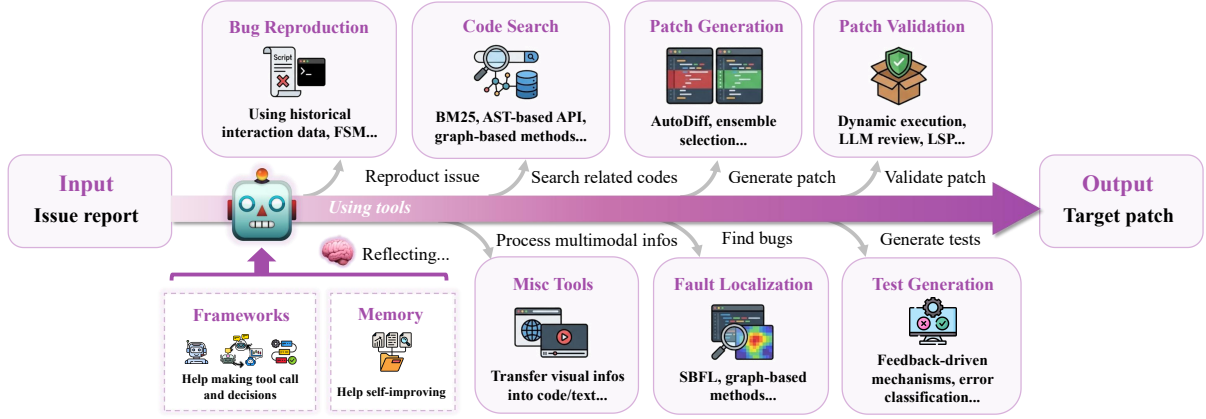 Bug Reproduction
Script
Using historical
interaction data, FSM...
Code Search
BM25, AST-based API,
graph-based methods...
Patch Generation
AutoDiff, ensemble
selection...
Patch Validation
Dynamic execution,
LLM review, LSP...
Input
Issue report
Reproduct issue
Search related codes
Generate patch
Validate patch
Using tools
Output
Target patch
Reflecting...
Process multimodal infos
Find bugs
Generate tests
Frameworks
Help making tool call
and decisions
Memory
Help self-improving
Misc Tools
Transfer visual infos
into code/text...
Fault Localization
SBFL, graph-based
methods...
Test Generation
Feedback-driven
mechanisms, error
classification...